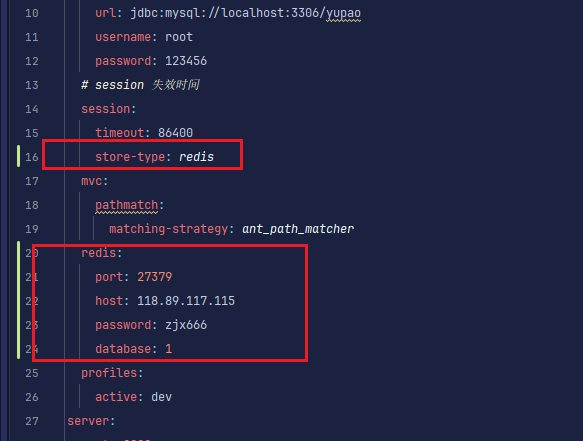 10 url: jdbc:mysql://localhost:3306/yupao
11 username: root
12 password: 123456
13 # session 失效时间
14 session:
15 timeout: 86400
16 store-type: redis
17 mvc:
18 pathmatch:
19 matching-strategy: ant_path_matcher
20 redis:
21 port: 27379
22 host: 118.89.117.115
23 password: zjx666
24 database: 1
25 profiles:
26 active: dev
27 server: